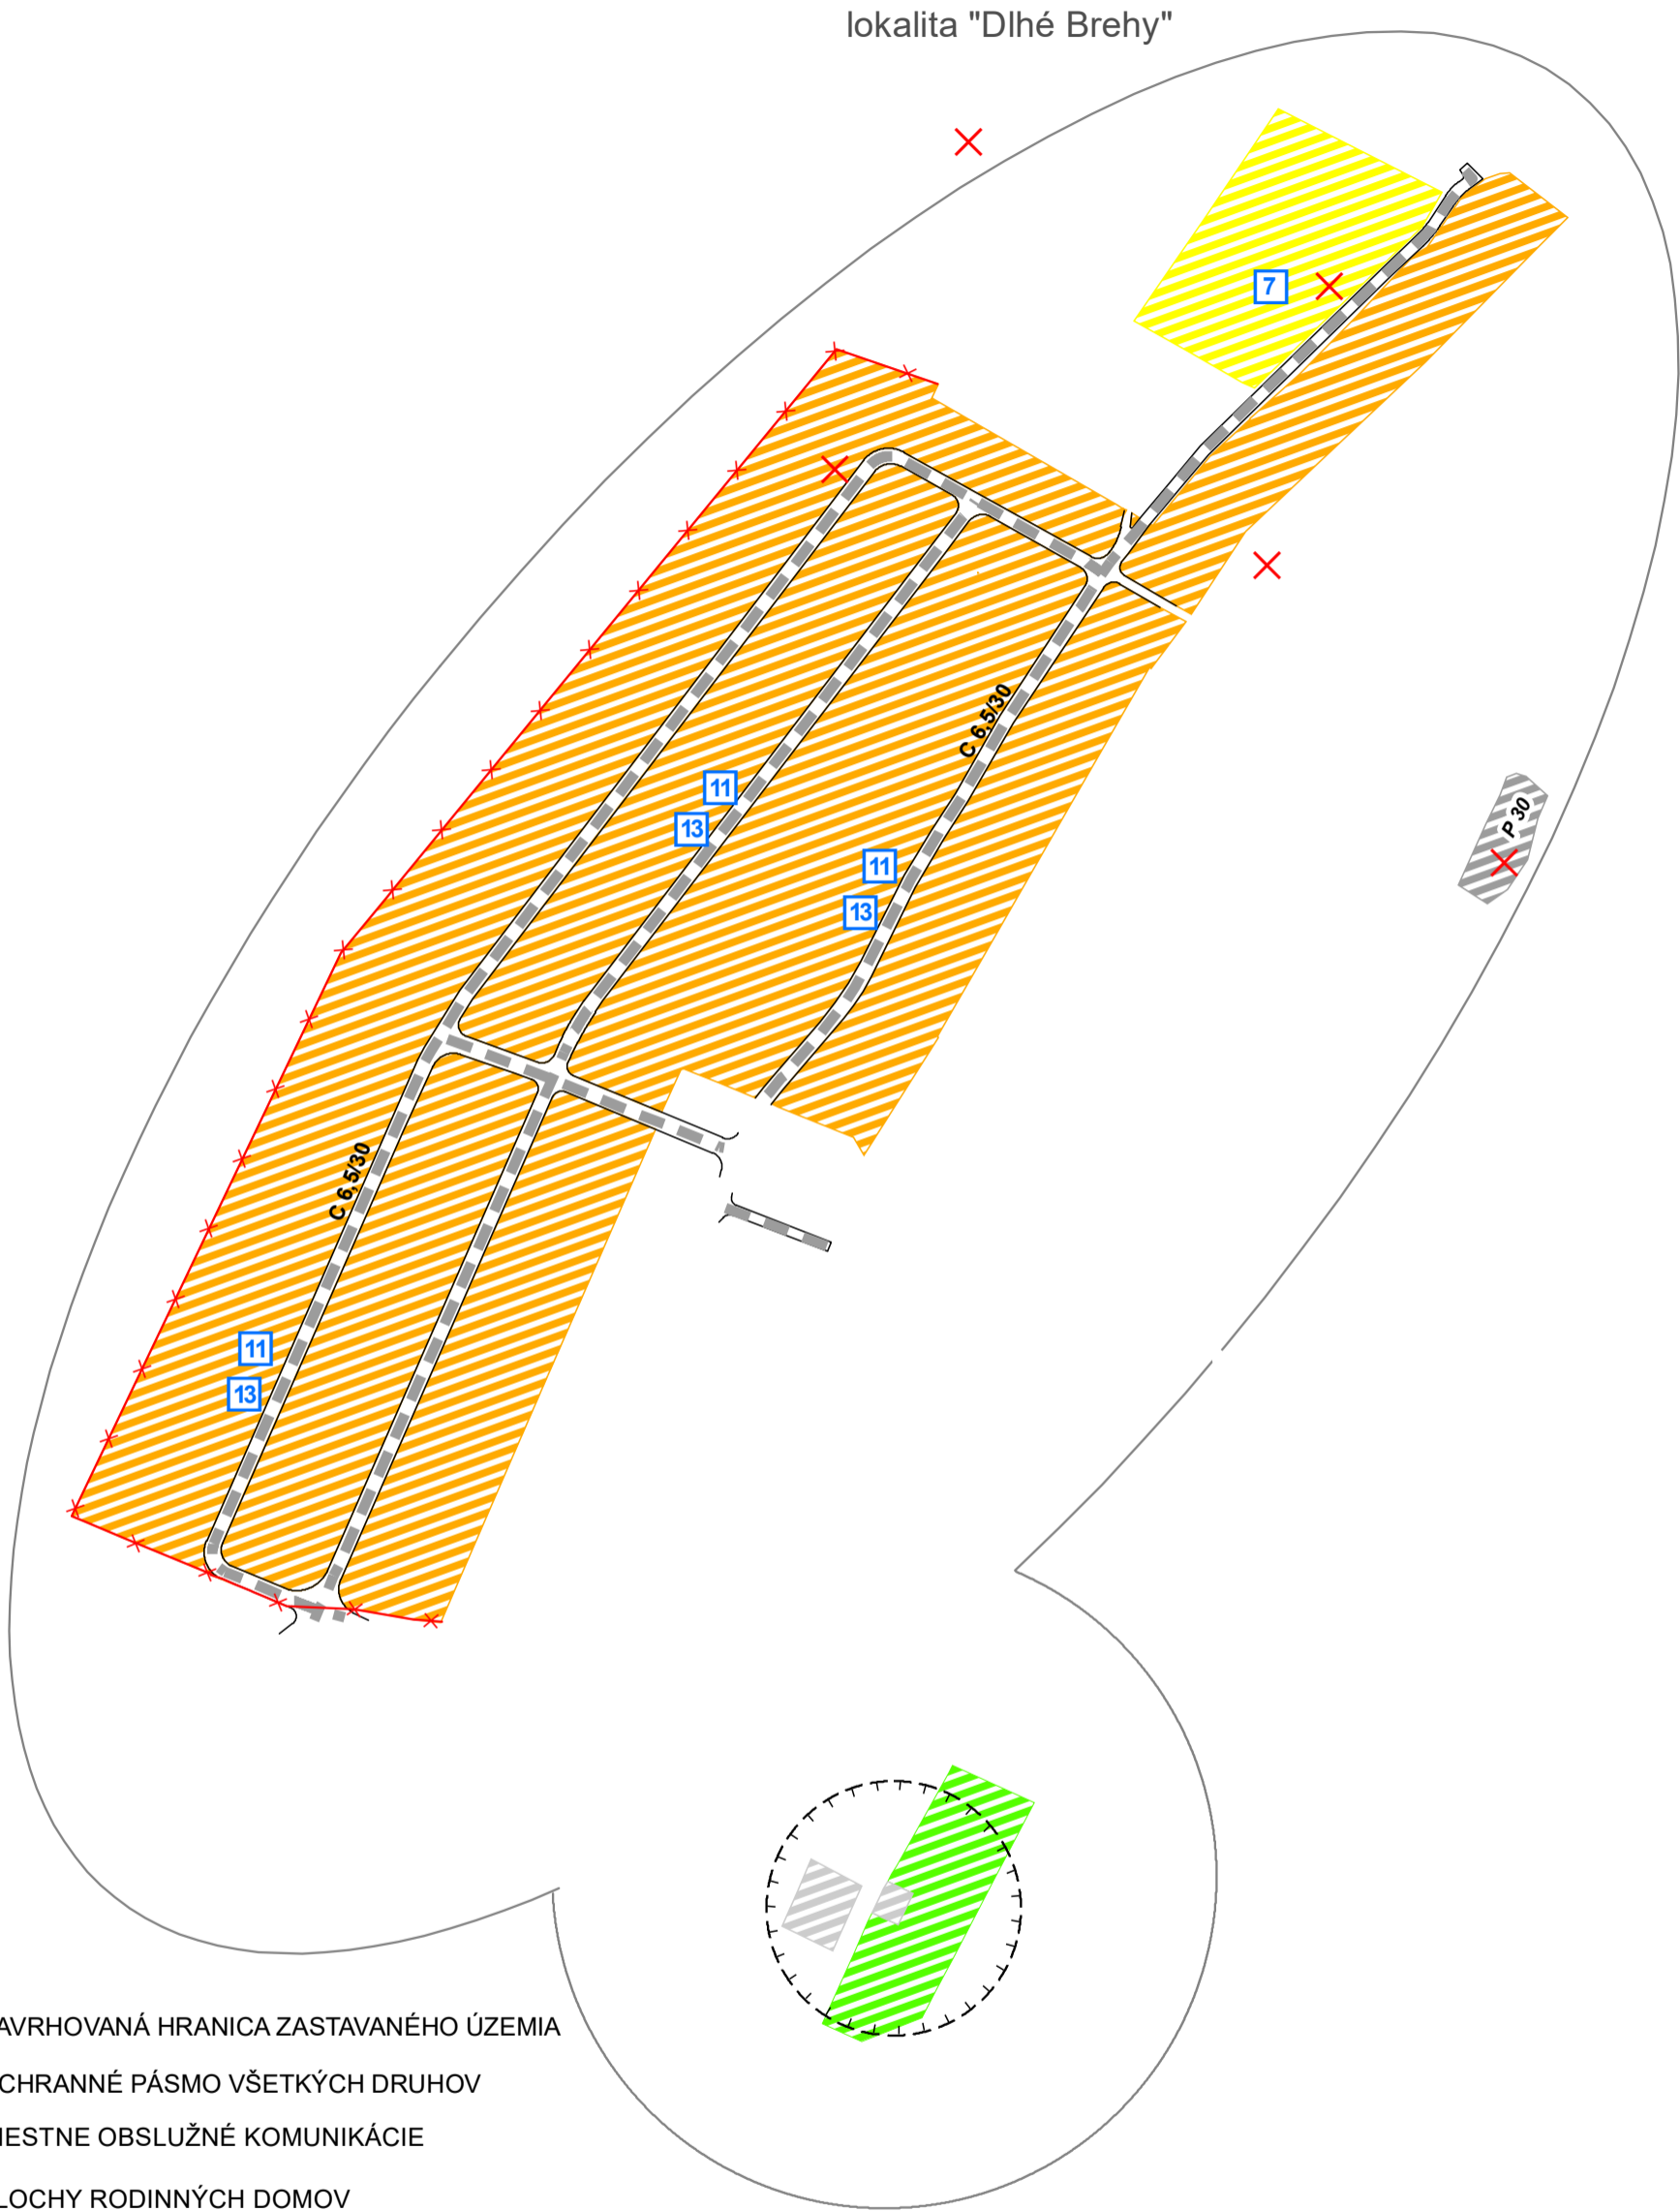 lokalita "Dlhé Brehy"
7
C 6,5/30
11
13
P 30
11
13
C 6,5/30
11
13
AVRHOVANÁ HRANICA ZASTAVANÉHO ÚZEMIA
CHRANNÉ PÁSMO VŠETKÝCH DRUHOV
IESTNE OBSLUŽNÉ KOMUNIKÁCIE
LOCHY RODINNÝCH DOMOV